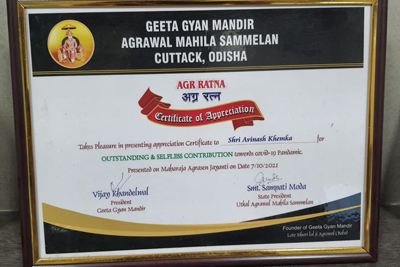 GEETA GYAN MANDIR
AGRAWAL MAHILA SAMMELAN
CUTTACK, ODISHA
AGR RATNA
अग्र रत्न
Certificate of Appreciation
Takes Pleasure in presenting appreciation Certificate to Shri Avinash Khemka for
OUTSTANDING & SELFLESS CONTRIBUTION towards covid-19 Pandamic.
Presented on Maharaja Agrasen Jayanti on Date 7/10/2021
Vijay Khandelwal
President
Geeta Gyan Mandir
Smt. Sampati Moda
State President
Utkal Agrawal Mahila Sammelan
Founder of Geeta Gyan Mandir